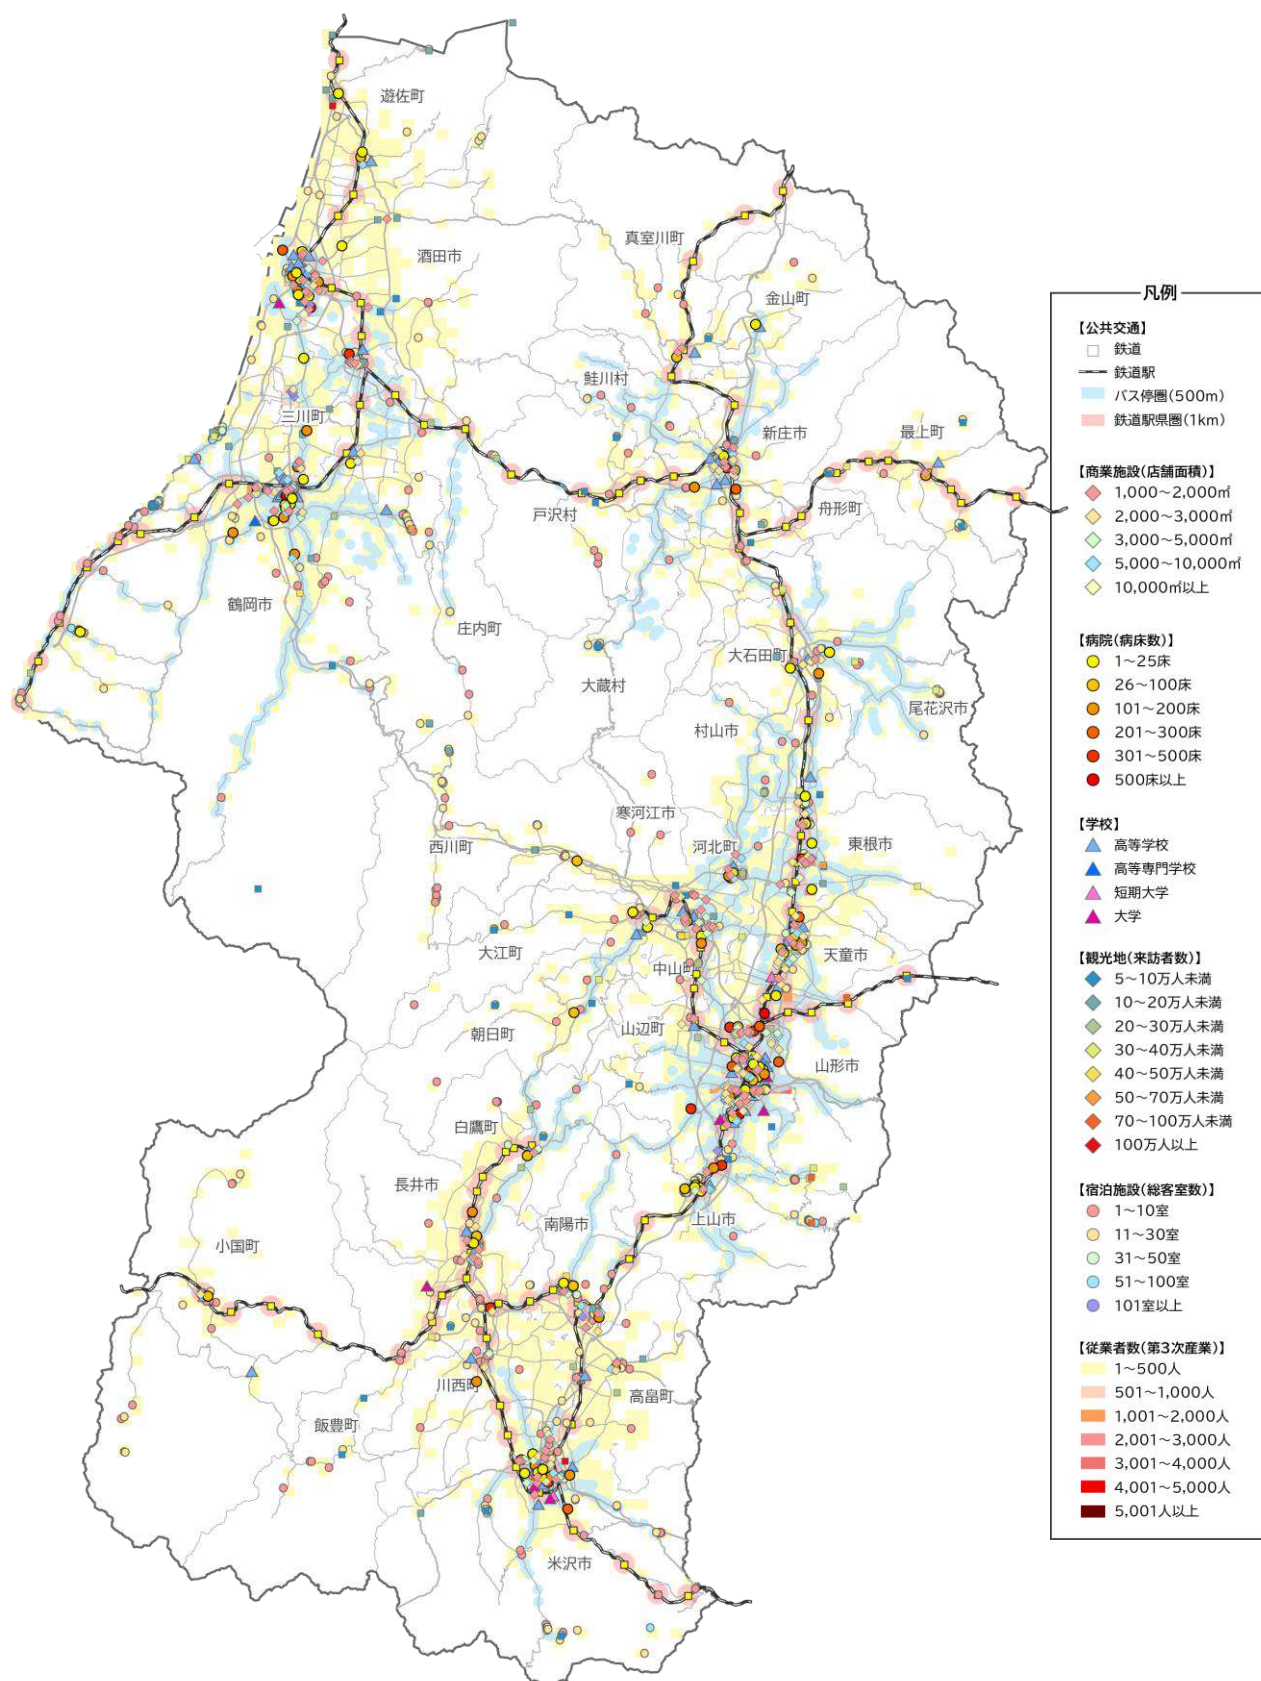 遊佐町
酒田市
真室川町
金山町
鮭川村
三川町
新庄市
最上町
戸沢村
舟形町
鶴岡市
庄内町
大石田町
大蔵村
尾花沢市
村山市
寒河江市
西川町
河北町
東根市
大江町
天童市
中山町
朝日町
山辺町
山形市
白鷹町
長井市
南陽市
上山市
小国町
川西町
高畠町
飯豊町
米沢市
凡例
【公共交通】
鉄道
鉄道駅
バス停圏(500m)
鉄道駅県圏(1km)
【商業施設(店舗面積)】
1,000～2,000㎡
2,000～3,000㎡
3,000～5,000㎡
5,000～10,000㎡
10,000㎡以上
【病院(病床数)】
1～25床
26～100床
101～200床
201～300床
301～500床
500床以上
【学校】
高等学校
高等専門学校
短期大学
大学
【観光地(来訪者数)】
5～10万人未満
10～20万人未満
20～30万人未満
30～40万人未満
40～50万人未満
50～70万人未満
70～100万人未満
100万人以上
【宿泊施設(総客室数)】
1～10室
11～30室
31～50室
51～100室
101室以上
【従業者数(第3次産業)】
1～500人
501～1,000人
1,001～2,000人
2,001～3,000人
3,001～4,000人
4,001～5,000人
5,001人以上